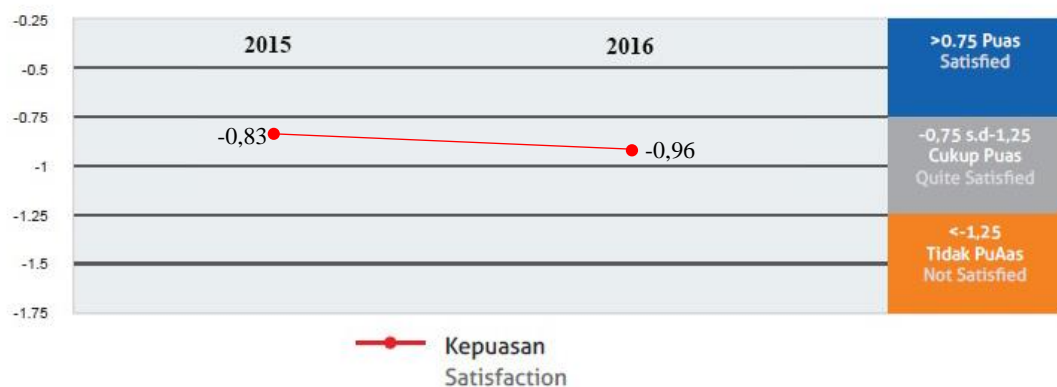 -0.25
2015
2016
>0.75 Puas
Satisfied
-0.5
-0.75
-0,83
-0,96
-0,75 s.d-1,25
Cukup Puas
Quite Satisfied
-1
-1.25
<-1,25
Tidak PuAas
Not Satisfied
-1.5
-1.75
Kepuasan
Satisfaction